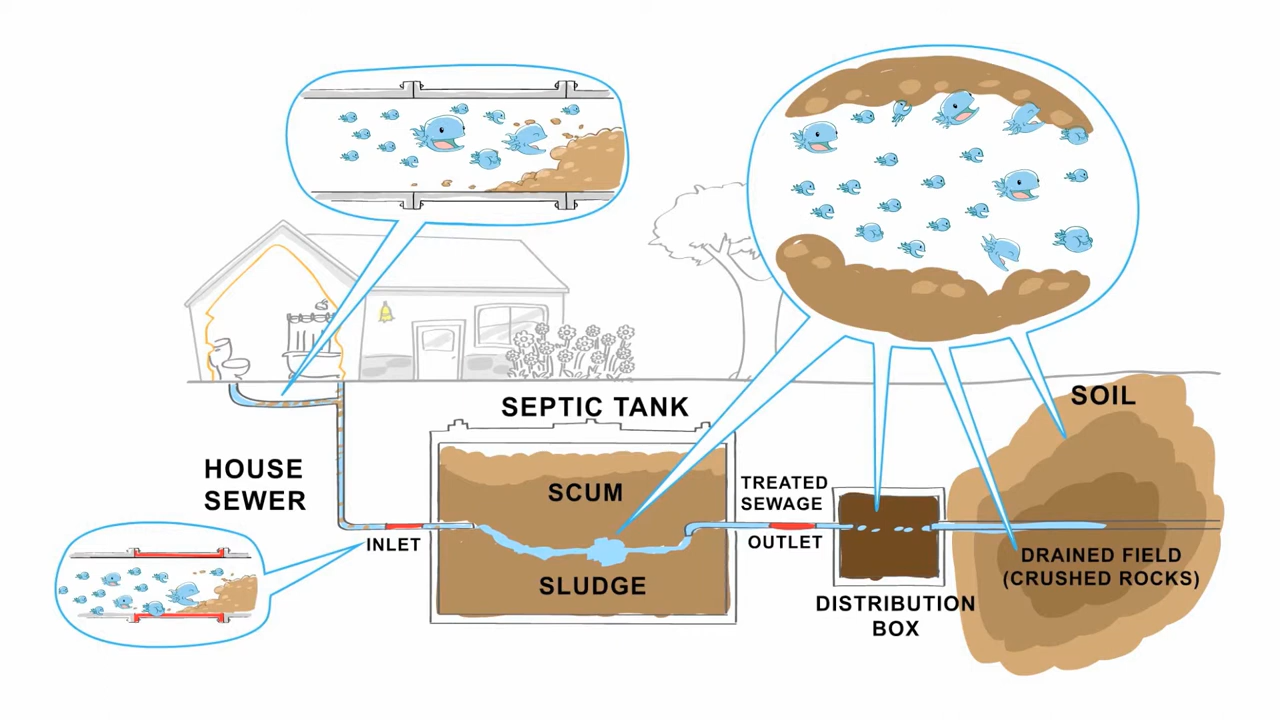 SEPTIC TANK
SOIL
HOUSE
SEWER
SCUM
TREATED
SEWAGE
INLET
OUTLET
SLUDGE
DRAINED FIELD
(CRUSHED ROCKS)
DISTRIBUTION
BOX